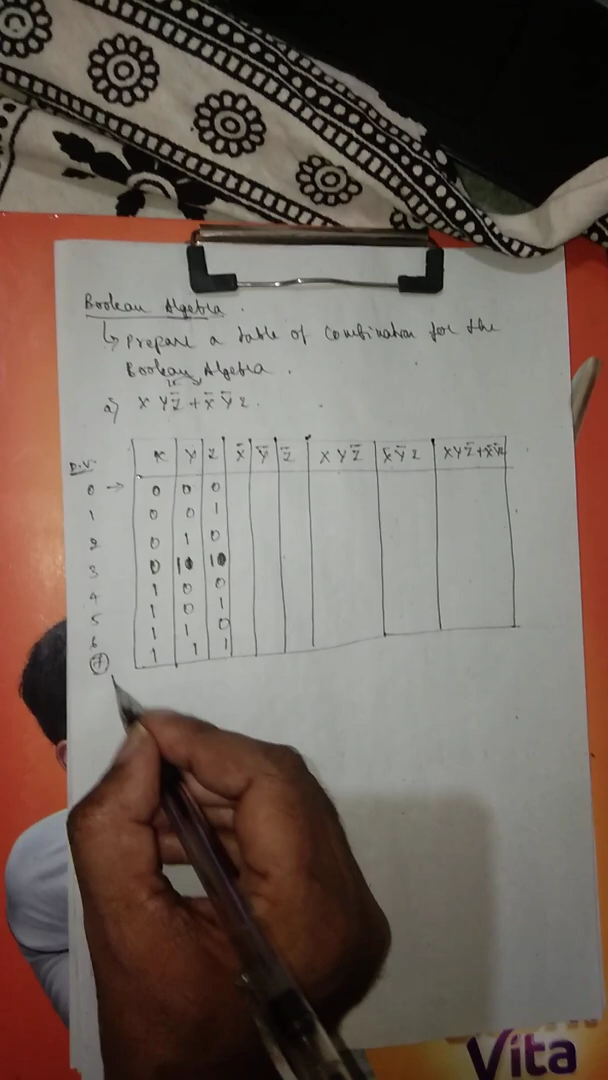 Boolean Algebra.
↳ Prepare a table of Combination for the
Boolean Algebra.
a) X Y Z̅ + X̅ Y̅ Z.
D.V. X Y Z X̅ Y̅ Z̅ X Y Z̅ X̅ Y̅ Z X Y Z̅ + X̅ Y̅ Z
0 → 0 0 0
1 0 0 1
2 0 1 0
3 0 1 1
4 1 0 0
5 1 0 1
6 1 1 0
7 1 1 1
Vita